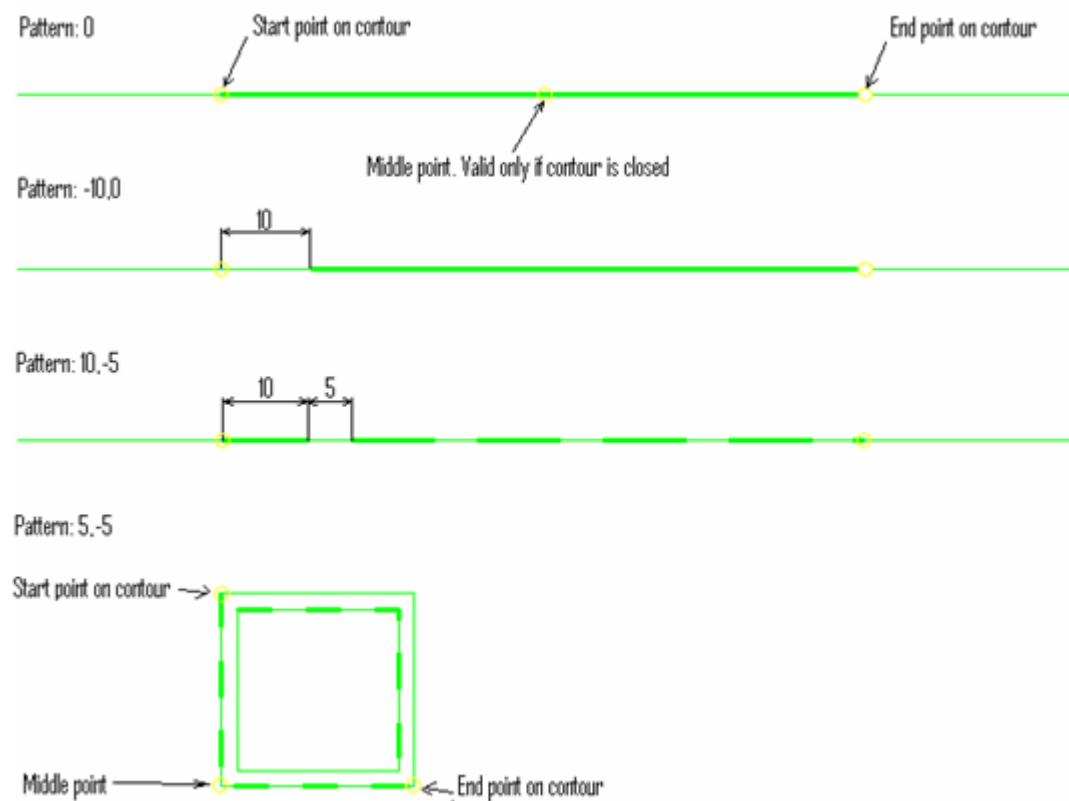 Pattern: 0
Start point on contour
End point on contour
Middle point. Valid only if contour is closed
Pattern: -10,0
10
Pattern: 10,-5
10
5
Pattern: 5,-5
Start point on contour
Middle point
End point on contour